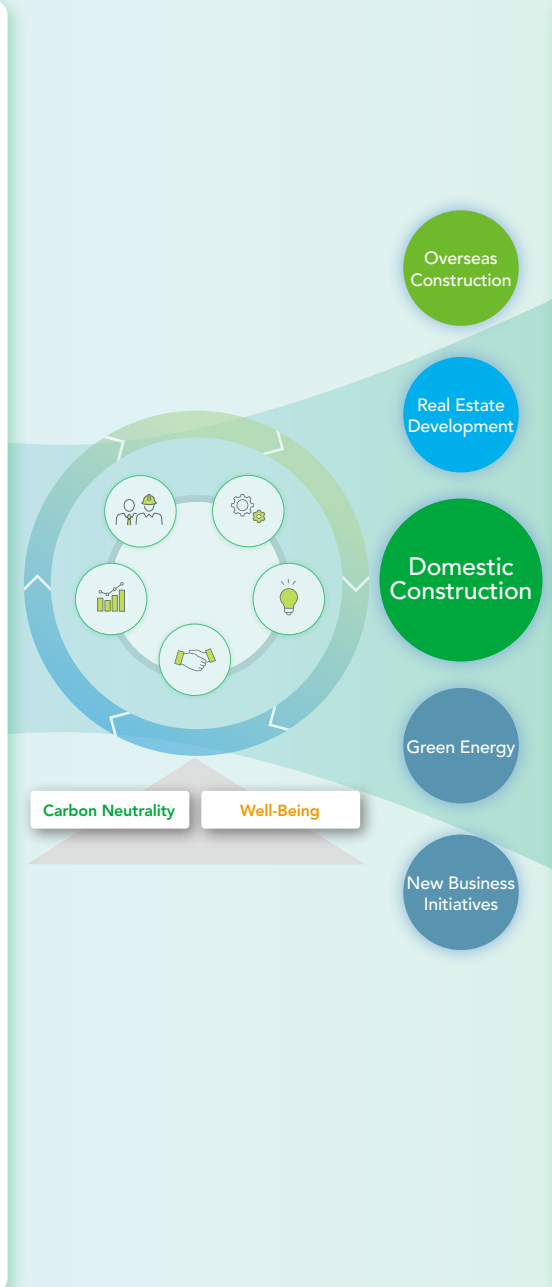 Overseas
Construction
Real Estate
Development
Domestic
Construction
Green Energy
Carbon Neutrality
Well-Being
New Business
Initiatives